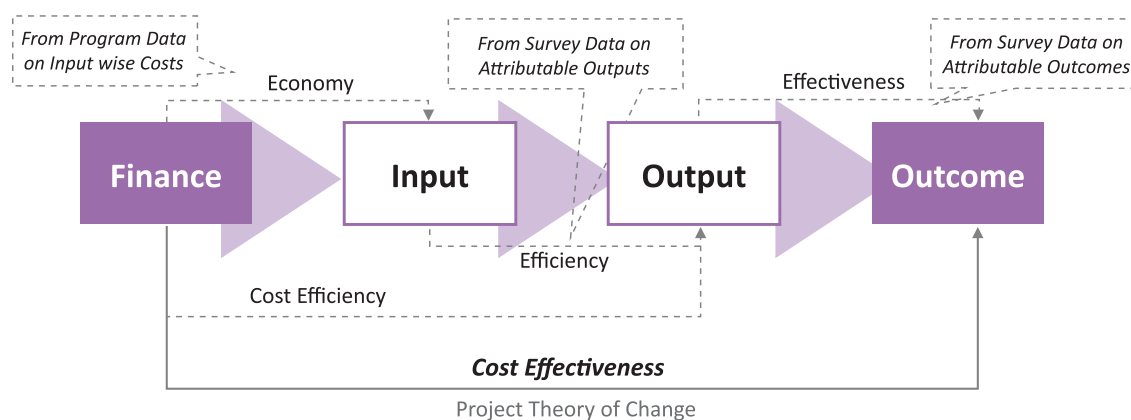 From Program Data
on Input wise Costs
From Survey Data on
Attributable Outputs
From Survey Data on
Attributable Outcomes
Economy
Effectiveness
Finance
Input
Output
Outcome
Efficiency
Cost Efficiency
Cost Effectiveness
Project Theory of Change